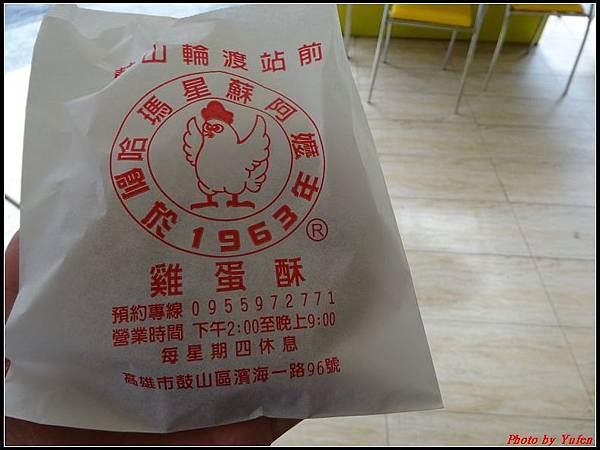 鼓山輪渡站前
哈瑪星蘇阿嬤
創於1963年
®
雞蛋酥
預約專線 0955972771
營業時間 下午2:00至晚上9:00
每星期四休息
高雄市鼓山區濱海一路96號
Photo by Yufen